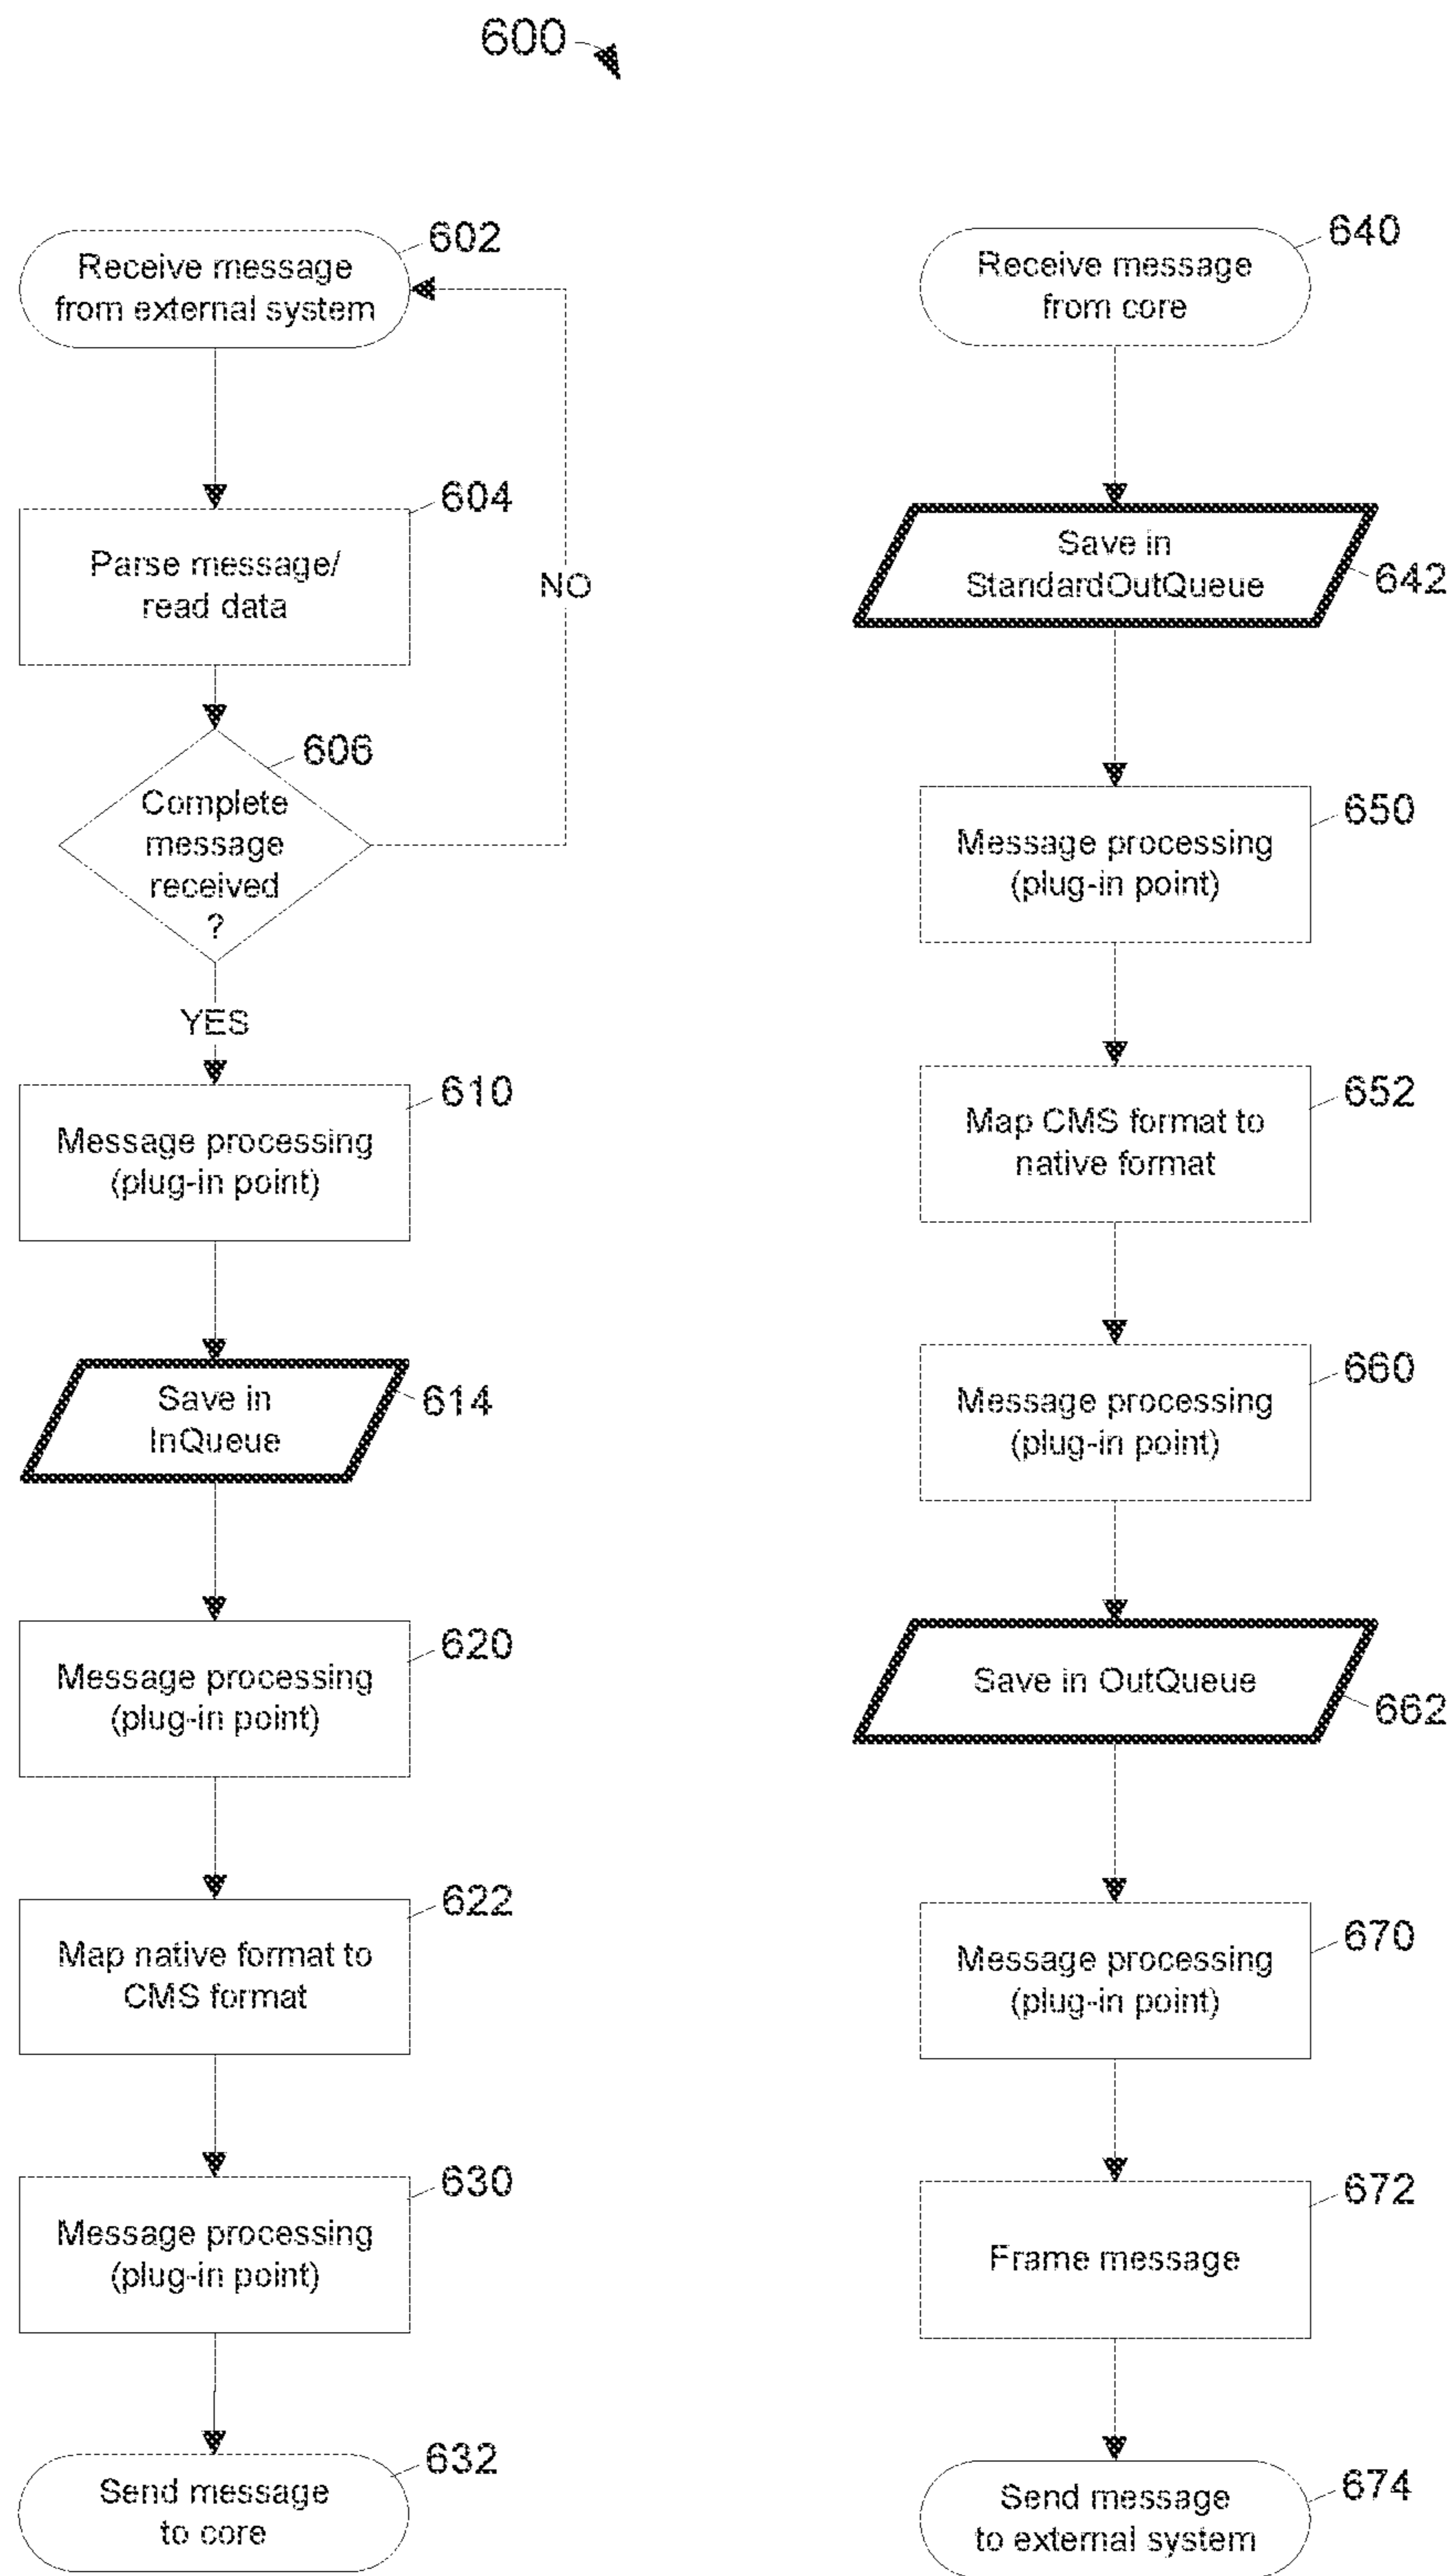 600
602
Receive message
from external system
604
Parse message/
read data
NO
606
Complete
message
received
?
YES
610
Message processing
(plug-in point)
Save in
InQueue
614
620
Message processing
(plug-in point)
622
Map native format to
CMS format
630
Message processing
(plug-in point)
632
Send message
to core
640
Receive message
from core
Save in
StandardOutQueue
642
650
Message processing
(plug-in point)
652
Map CMS format to
native format
660
Message processing
(plug-in point)
Save in OutQueue
662
670
Message processing
(plug-in point)
672
Frame message
674
Send message
to external system